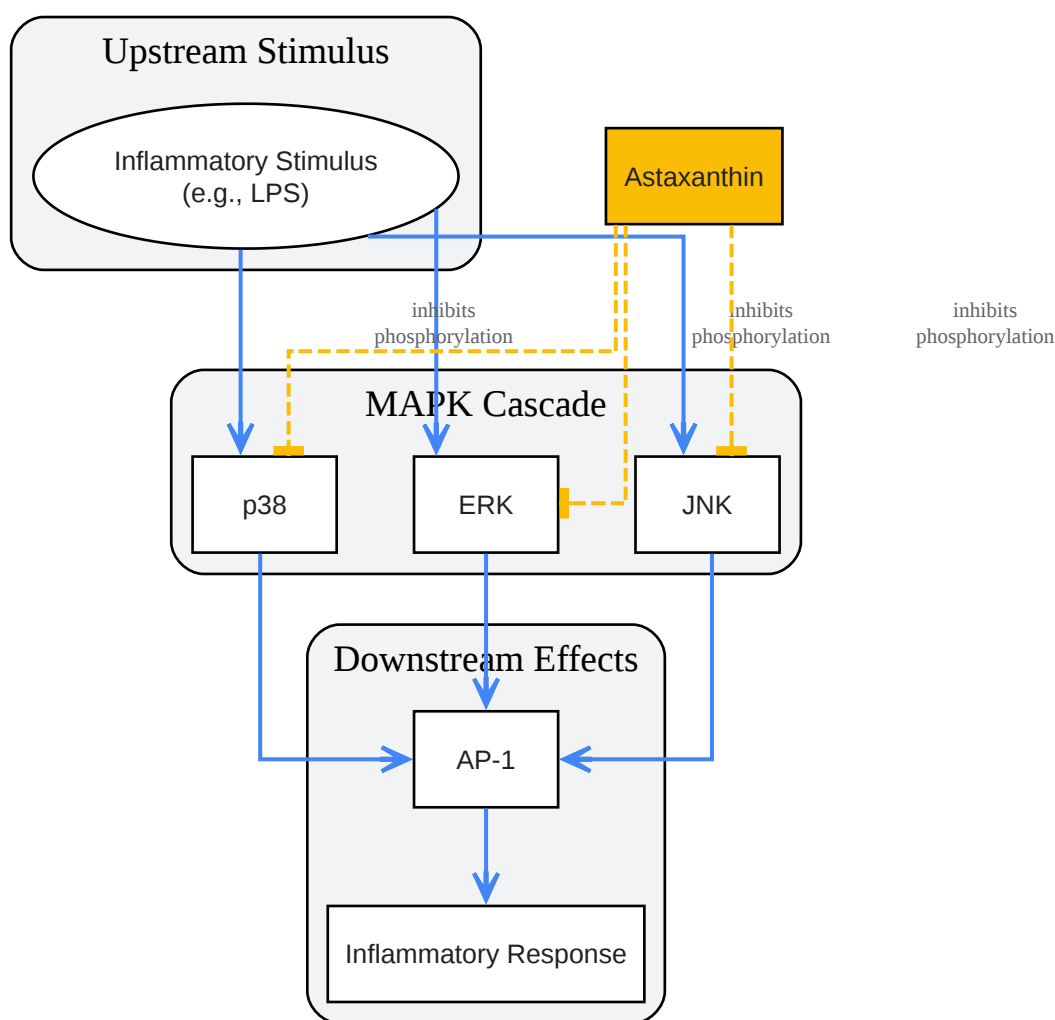 Upstream Stimulus
Inflammatory Stimulus
(e.g., LPS)
Astaxanthin
inhibits
phosphorylation
inhibits
phosphorylation
inhibits
phosphorylation
MAPK Cascade
p38
ERK
JNK
Downstream Effects
AP-1
Inflammatory Response